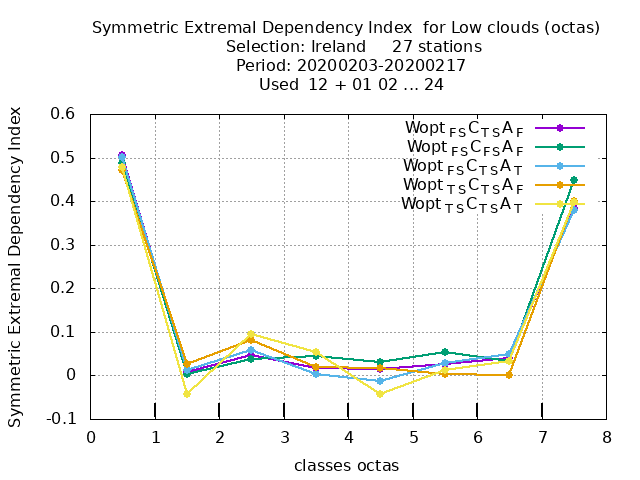 Symmetric Extremal Dependency Index for Low clouds (octas)
Selection: Ireland 27 stations
Period: 20200203-20200217
Used 12 + 01 02 ... 24
Symmetric Extremal Dependency Index
0.6
0.5
0.4
0.3
0.2
0.1
0
-0.1
Wopt FS C TS A F
Wopt FS C FS A F
Wopt FS C TS A T
Wopt TS C TS A F
Wopt TS C TS A T
0 1 2 3 4 5 6 7 8
classes octas